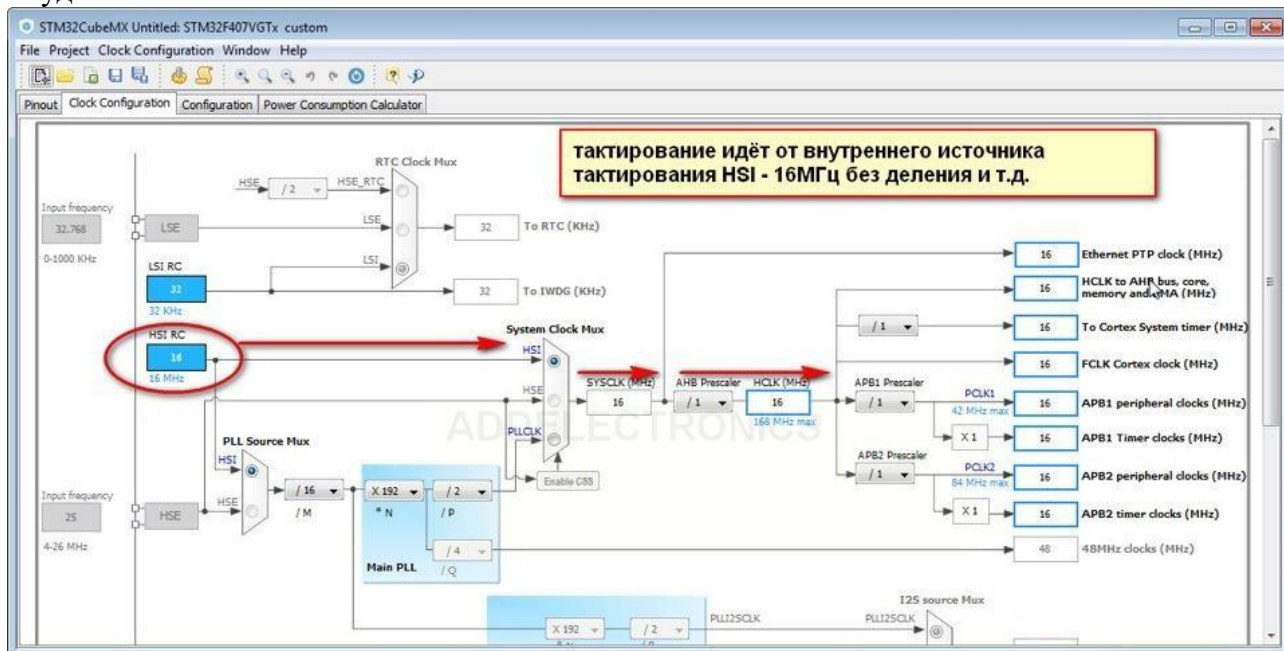 STM32CubeMX Untitled: STM32F407VGTx custom
File Project Clock Configuration Window Help
Pinout Clock Configuration Configuration Power Consumption Calculator
тактирование идёт от внутреннего источника
тактирования HSI - 16МГц без деления и т.д.
RTC Clock Mux
HSE / 2 HSE_RTC
Input frequency
32.768 LSE LSE 32 To RTC (KHz)
0-1000 KHz
LSI RC LSI
32 32 To IWDG (KHz)
32 KHz
HSI RC
16
16 MHz
System Clock Mux
HSI
HSE
PLLCLK
Enable CSS
SYSCLK (MHz) AHB Prescaler HCLK (MHz)
16 / 1 16
168 MHz max
16 Ethernet PTP clock (MHz)
16 HCLK to AHB bus, core,
memory and DMA (MHz)
/ 1 16 To Cortex System timer (MHz)
16 FCLK Cortex clock (MHz)
APB1 Prescaler PCLK1
/ 1 42 MHz max 16 APB1 peripheral clocks (MHz)
X 1 16 APB1 Timer clocks (MHz)
APB2 Prescaler PCLK2
/ 1 84 MHz max 16 APB2 peripheral clocks (MHz)
X 1 16 APB2 timer clocks (MHz)
48 48MHz clocks (MHz)
PLL Source Mux
HSI
HSE
/ 16 X 192 / 2
/ M * N / P
/ 4
Main PLL / Q
Input frequency
25 HSE
4-26 MHz
I2S source Mux
X 192 / 2 PLLI2SCLK PLLI2SCLK
ELECTRONICS